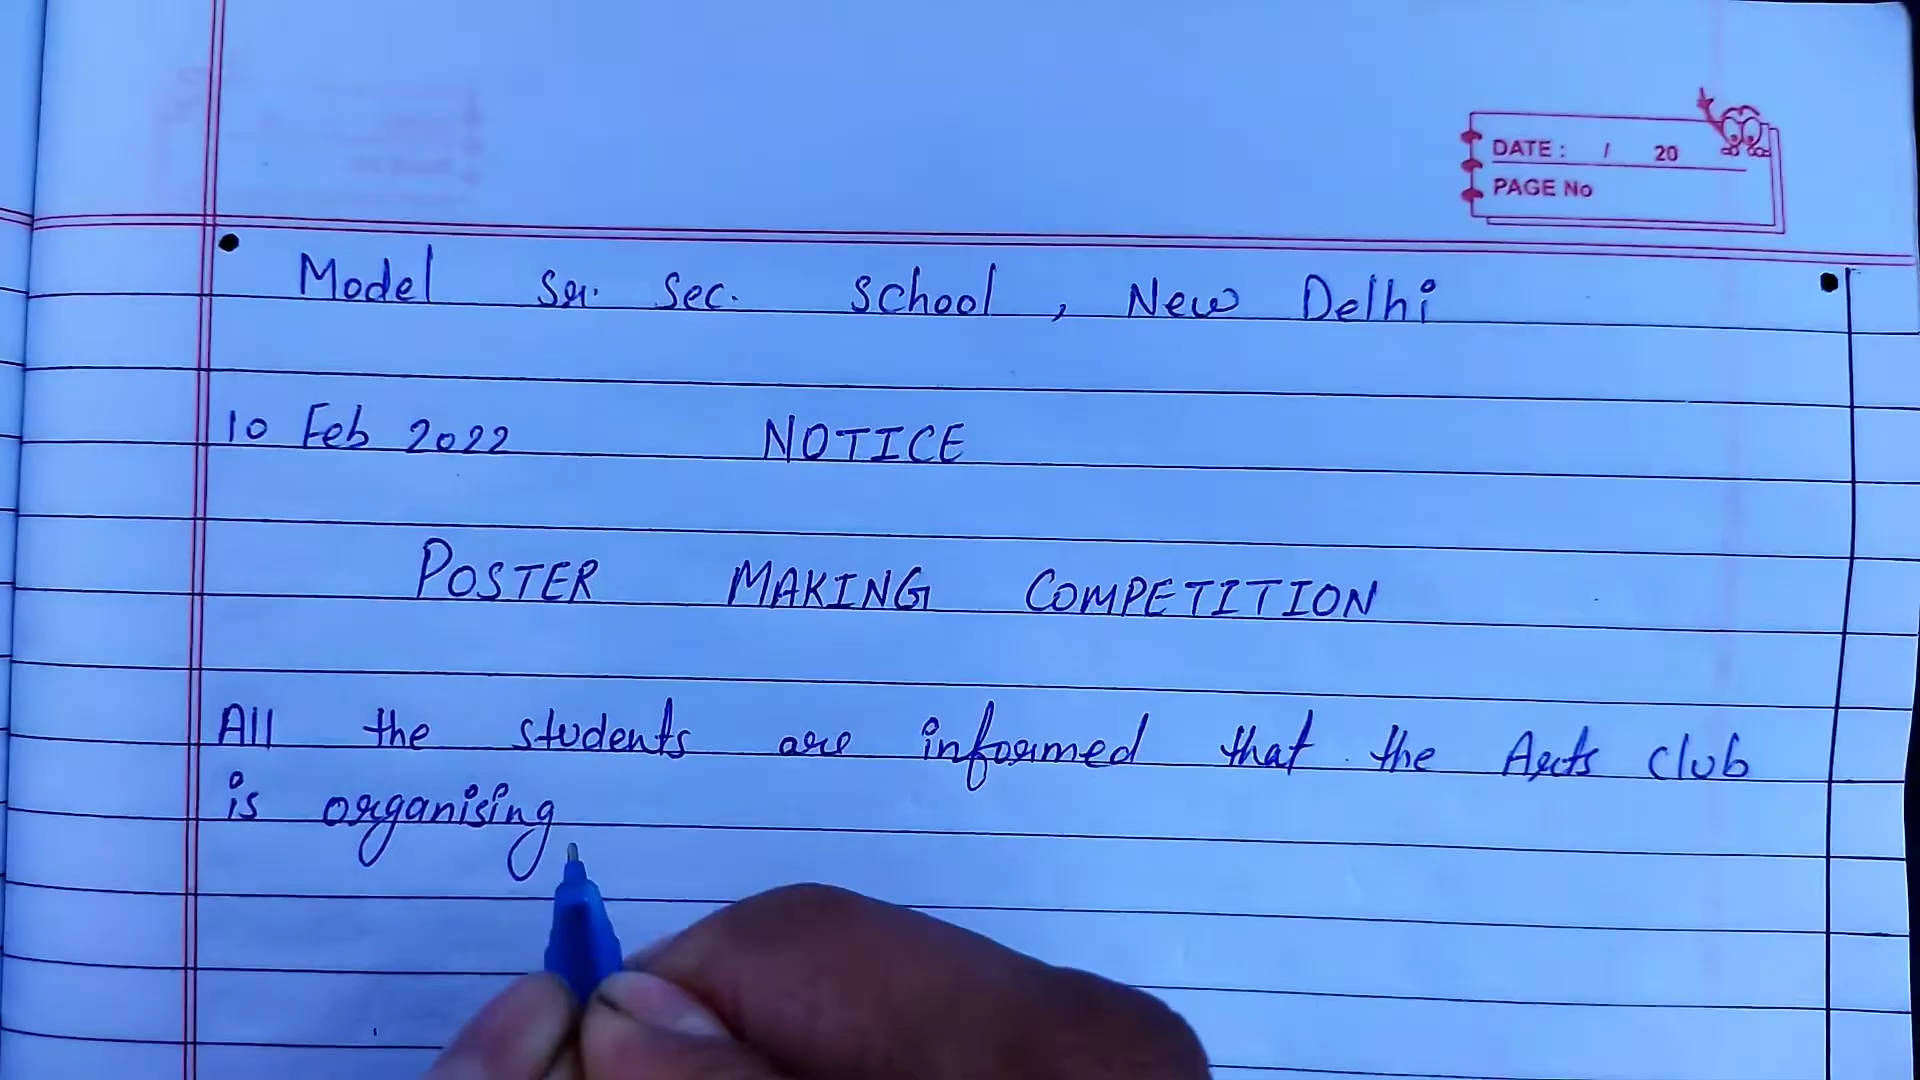 DATE : / 20
PAGE No
Model Sr. Sec. School, New Delhi
10 Feb 2022 NOTICE
POSTER MAKING COMPETITION
All the students are informed that the Arts club
is organising